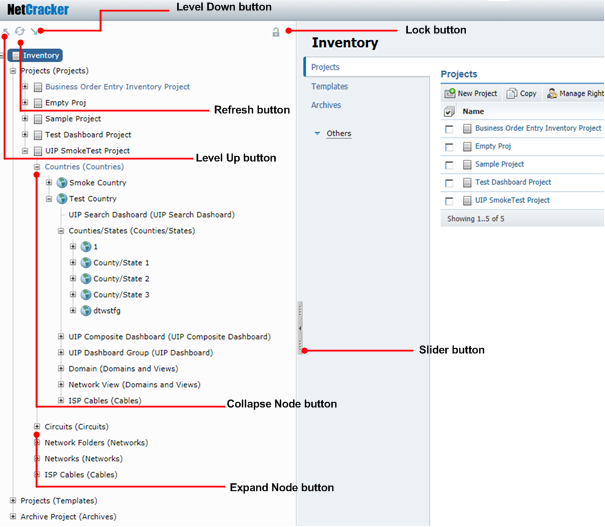 NetCracker
Level Down button
Lock button
Inventory
Projects (Projects)
Business Order Entry Inventory Project
Empty Proj
Sample Project
Test Dashboard Project
UIP SmokeTest Project
Refresh button
Level Up button
Countries (Countries)
Smoke Country
Test Country
UIP Search Dashoard (UIP Search Dashoard)
Counties/States (Counties/States)
1
County/State 1
County/State 2
County/State 3
dtwstfg
UIP Composite Dashboard (UIP Composite Dashboard)
UIP Dashboard Group (UIP Dashboard)
Domain (Domains and Views)
Network View (Domains and Views)
ISP Cables (Cables)
Collapse Node button
Circuits (Circuits)
Network Folders (Networks)
Networks (Networks)
ISP Cables (Cables)
Expand Node button
Projects (Templates)
Archive Project (Archives)
Inventory
Projects
Templates
Archives
Others
Slider button
Projects
New Project Copy Manage Right
Name
Business Order Entry Inventory Project
Empty Proj
Sample Project
Test Dashboard Project
UIP SmokeTest Project
Showing 1..5 of 5